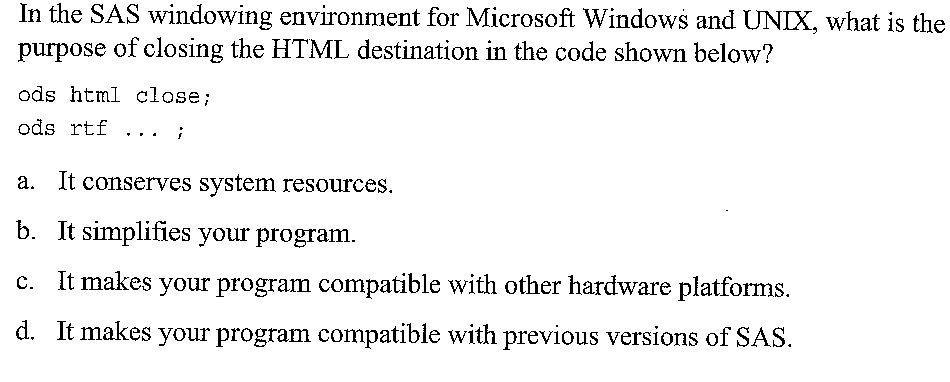 In the SAS windowing environment for Microsoft Windows and UNIX, what is the
purpose of closing the HTML destination in the code shown below?
ods html close;
ods rtf ... ;
a. It conserves system resources.
b. It simplifies your program.
c. It makes your program compatible with other hardware platforms.
d. It makes your program compatible with previous versions of SAS.